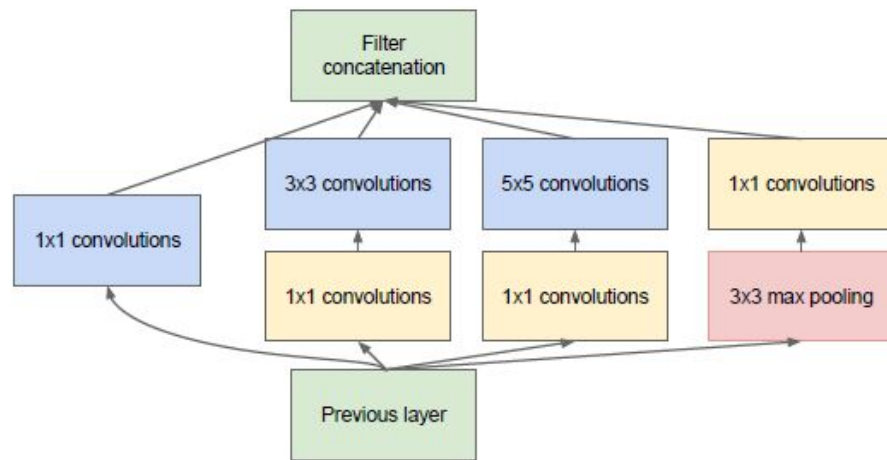 Filter
concatenation
3x3 convolutions
5x5 convolutions
1x1 convolutions
1x1 convolutions
1x1 convolutions
1x1 convolutions
3x3 max pooling
Previous layer